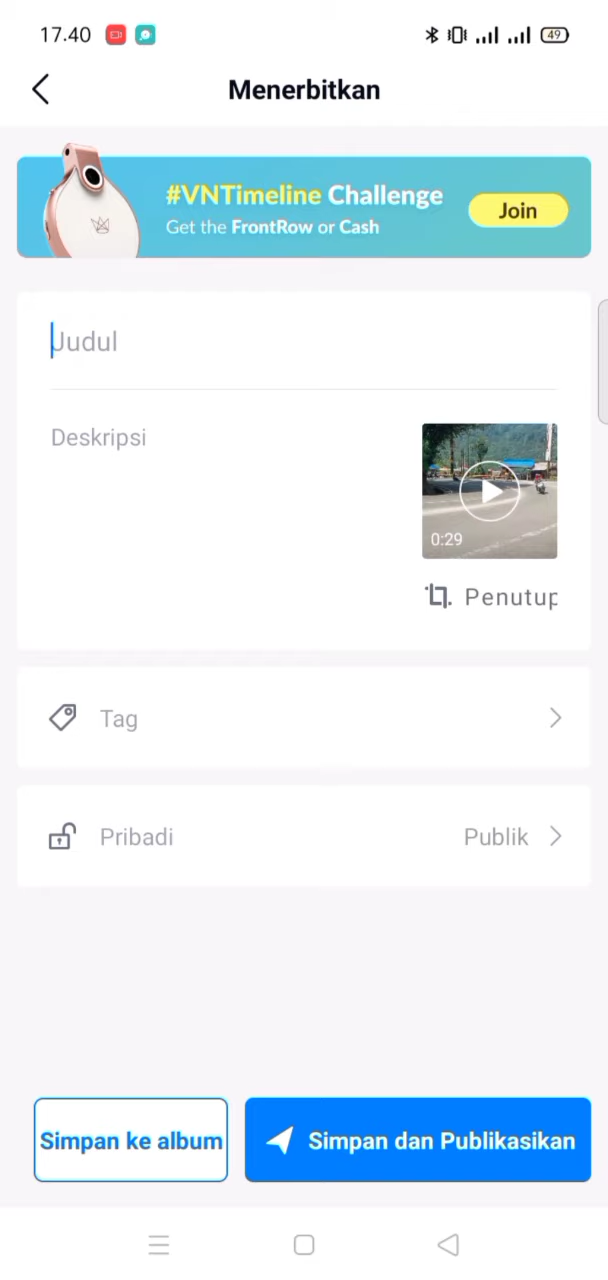 17.40
49
Menerbitkan
#VNTimeline Challenge
Get the FrontRow or Cash
Join
Judul
Deskripsi
0:29
Penutup
Tag
Pribadi
Publik
Simpan ke album
Simpan dan Publikasikan